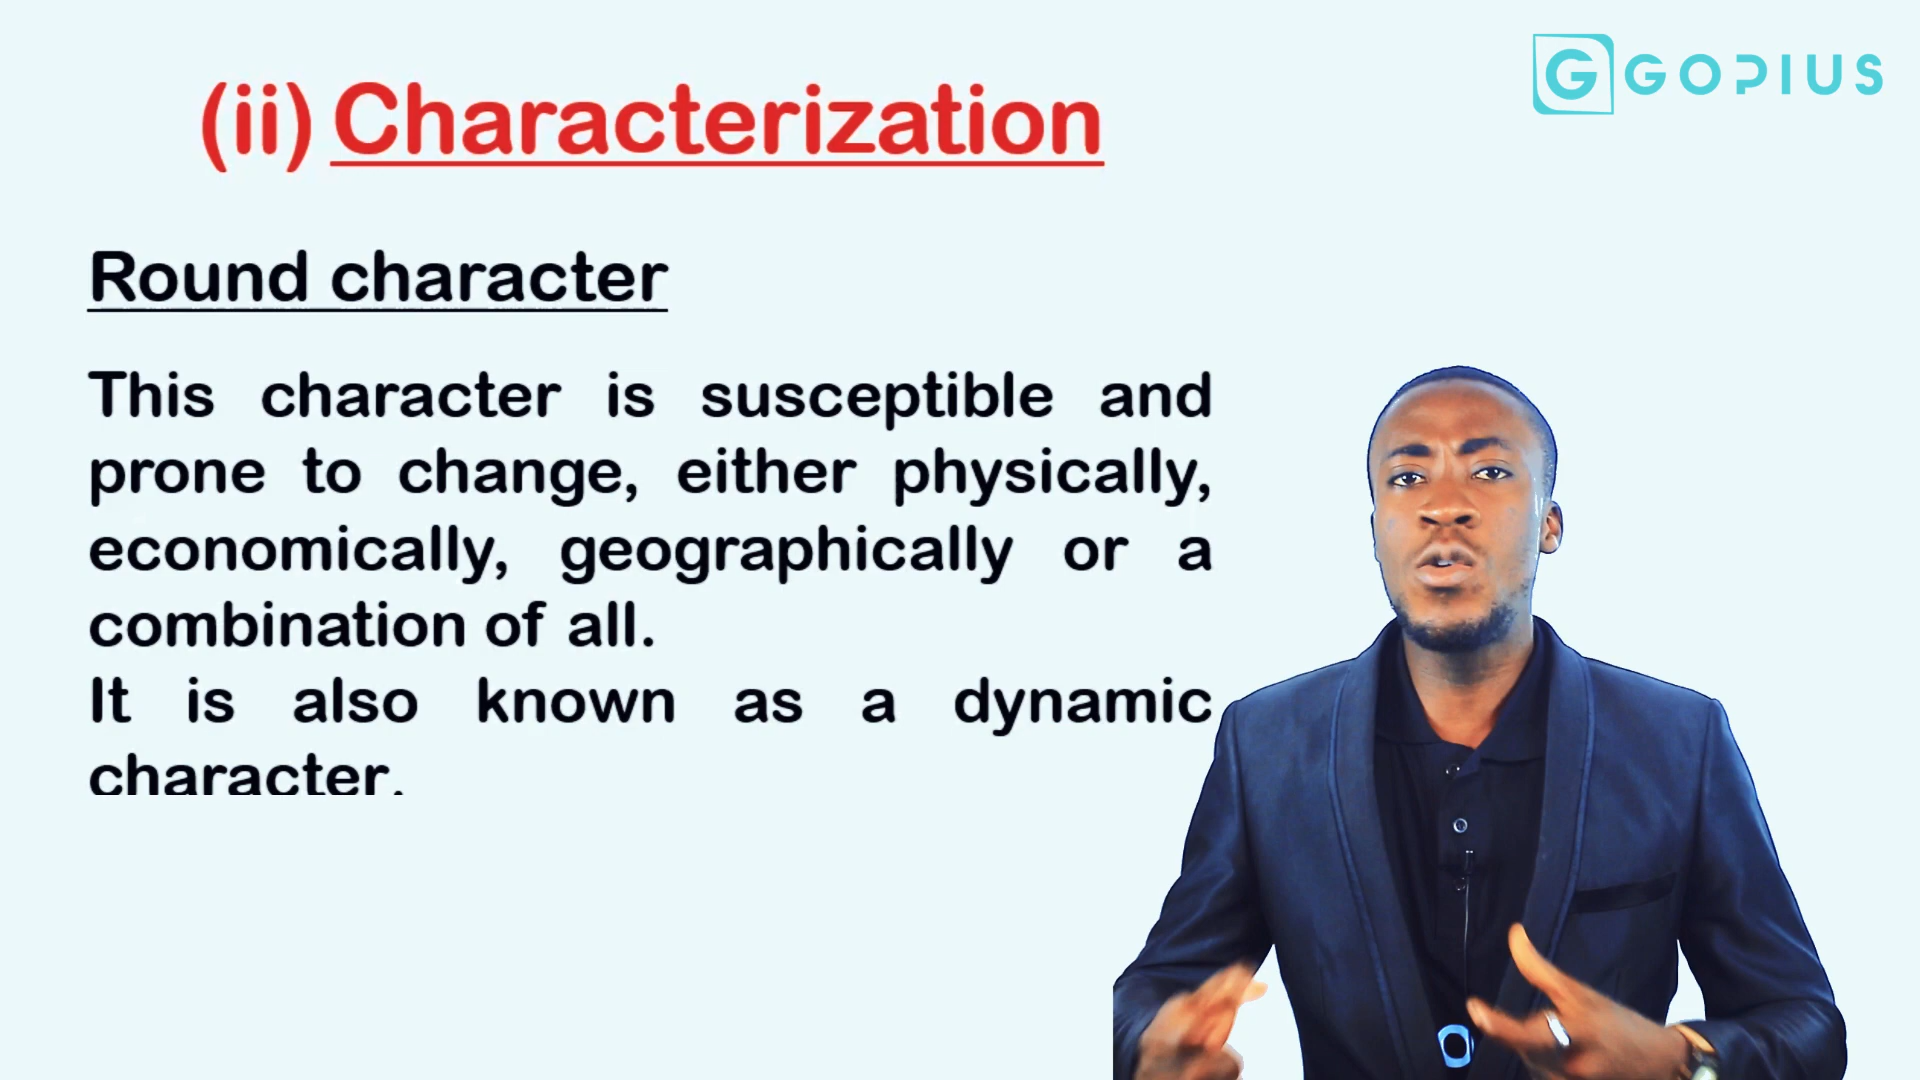 GOPIUS
(ii) Characterization
Round character
This character is susceptible and
prone to change, either physically,
economically, geographically or a
combination of all.
It is also known as a dynamic
character.